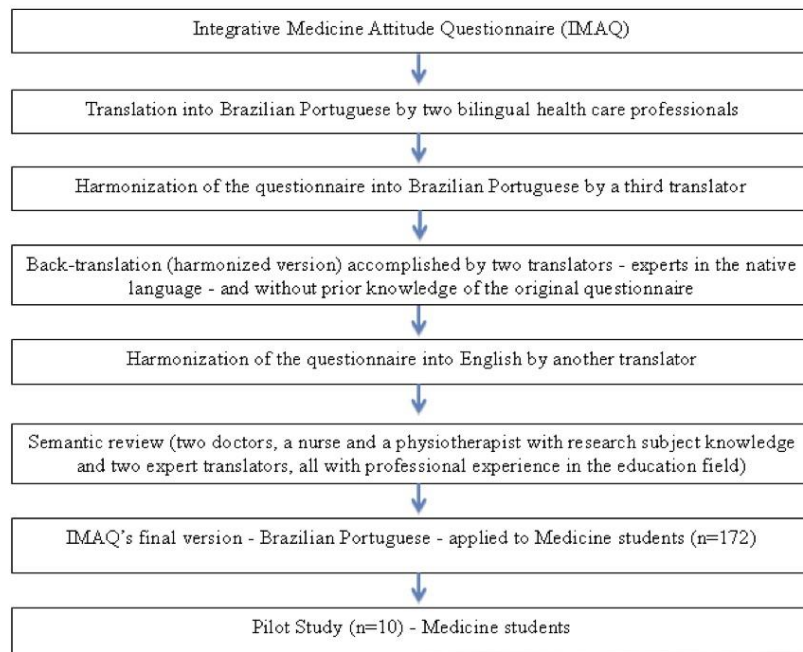 Integrative Medicine Attitude Questionnaire (IMAQ)
Translation into Brazilian Portuguese by two bilingual health care professionals
Harmonization of the questionnaire into Brazilian Portuguese by a third translator
Back-translation (harmonized version) accomplished by two translators - experts in the native
language - and without prior knowledge of the original questionnaire
Harmonization of the questionnaire into English by another translator
Semantic review (two doctors, a nurse and a physiotherapist with research subject knowledge
and two expert translators, all with professional experience in the education field)
IMAQ's final version - Brazilian Portuguese - applied to Medicine students (n=172)
Pilot Study (n=10) - Medicine students